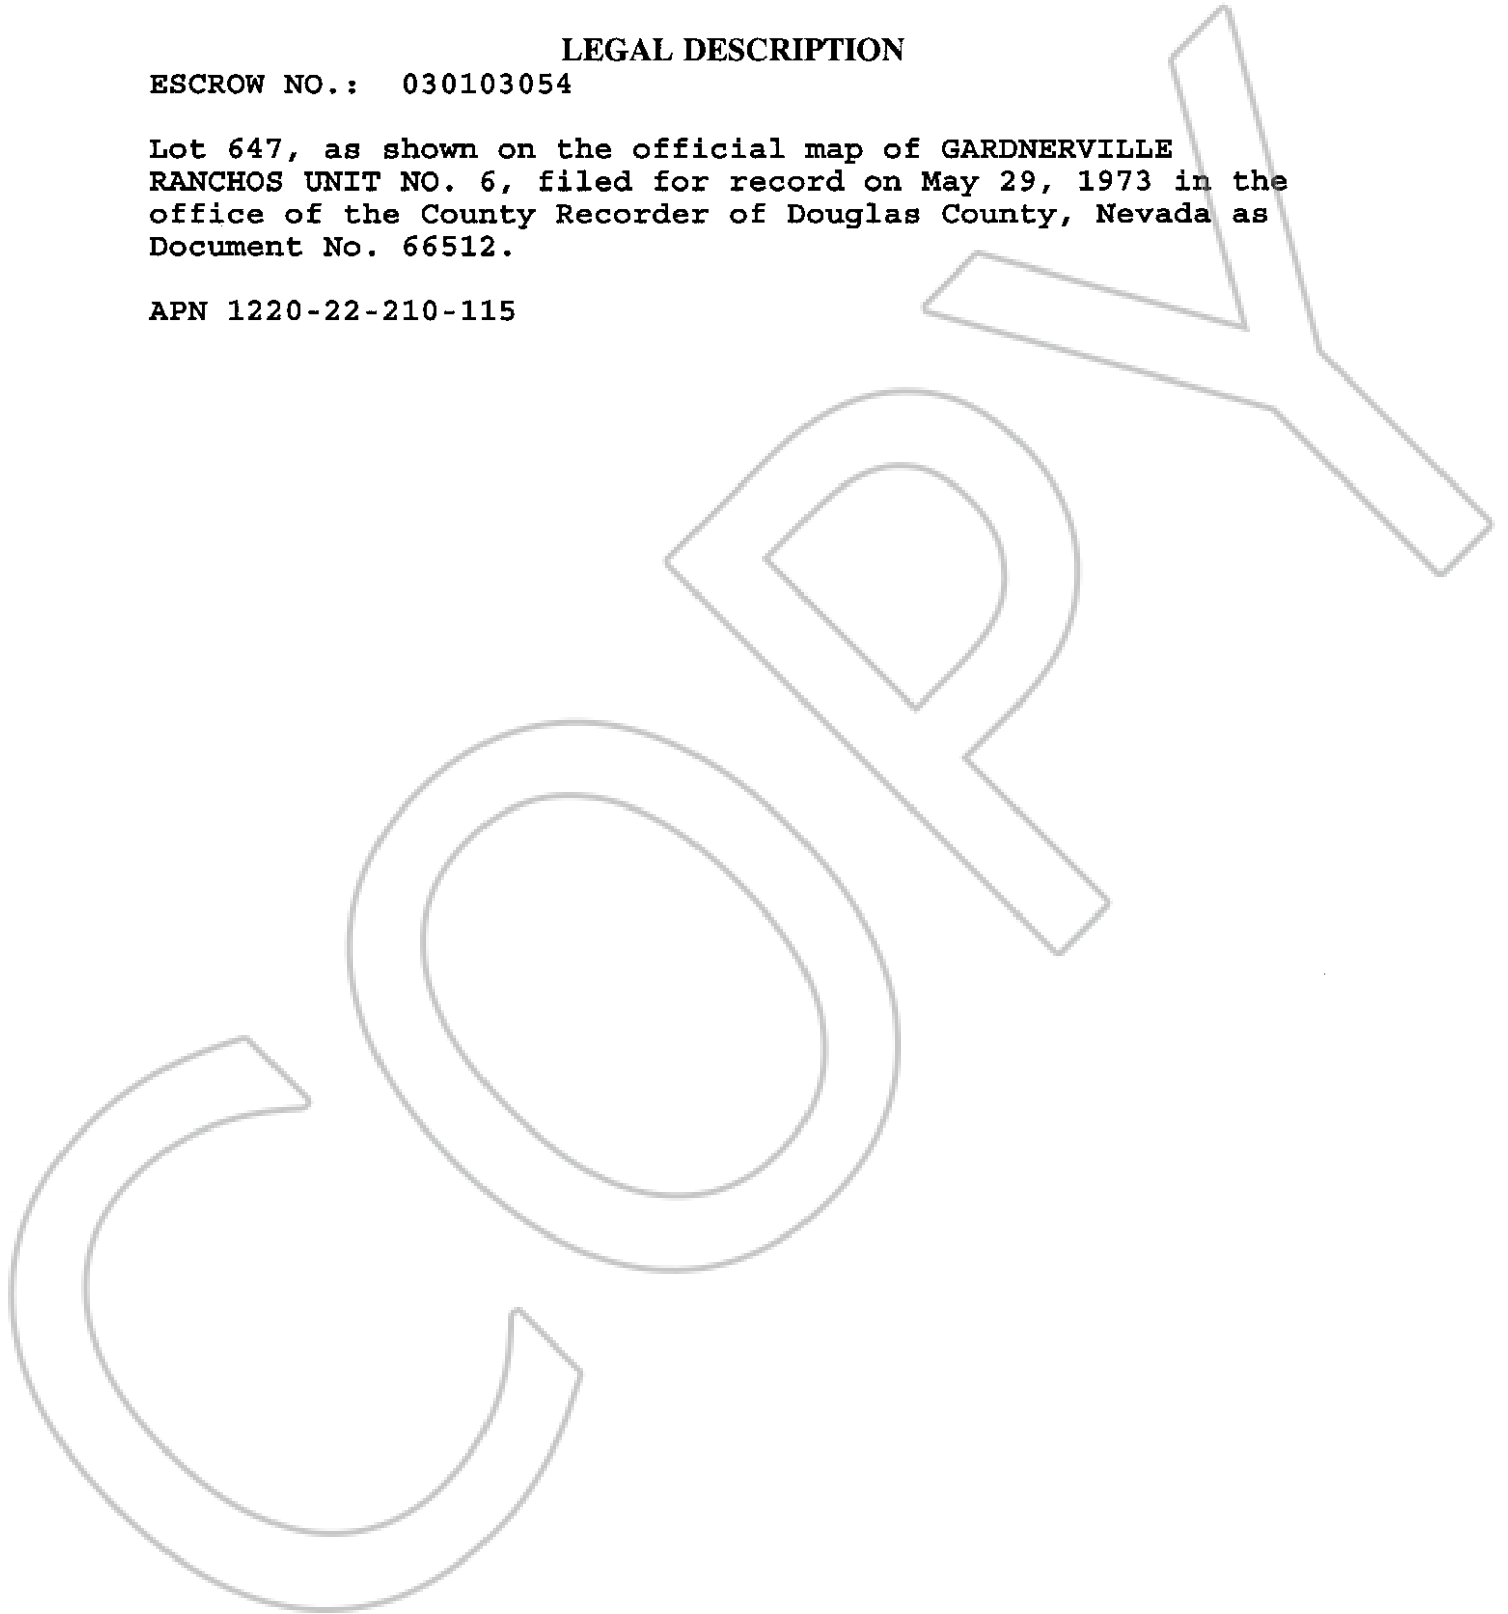 LEGAL DESCRIPTION
ESCROW NO.: 030103054
Lot 647, as shown on the official map of GARDNERVILLE
RANCHOS UNIT NO. 6, filed for record on May 29, 1973 in the
office of the County Recorder of Douglas County, Nevada as
Document No. 66512.
APN 1220-22-210-115
COPY